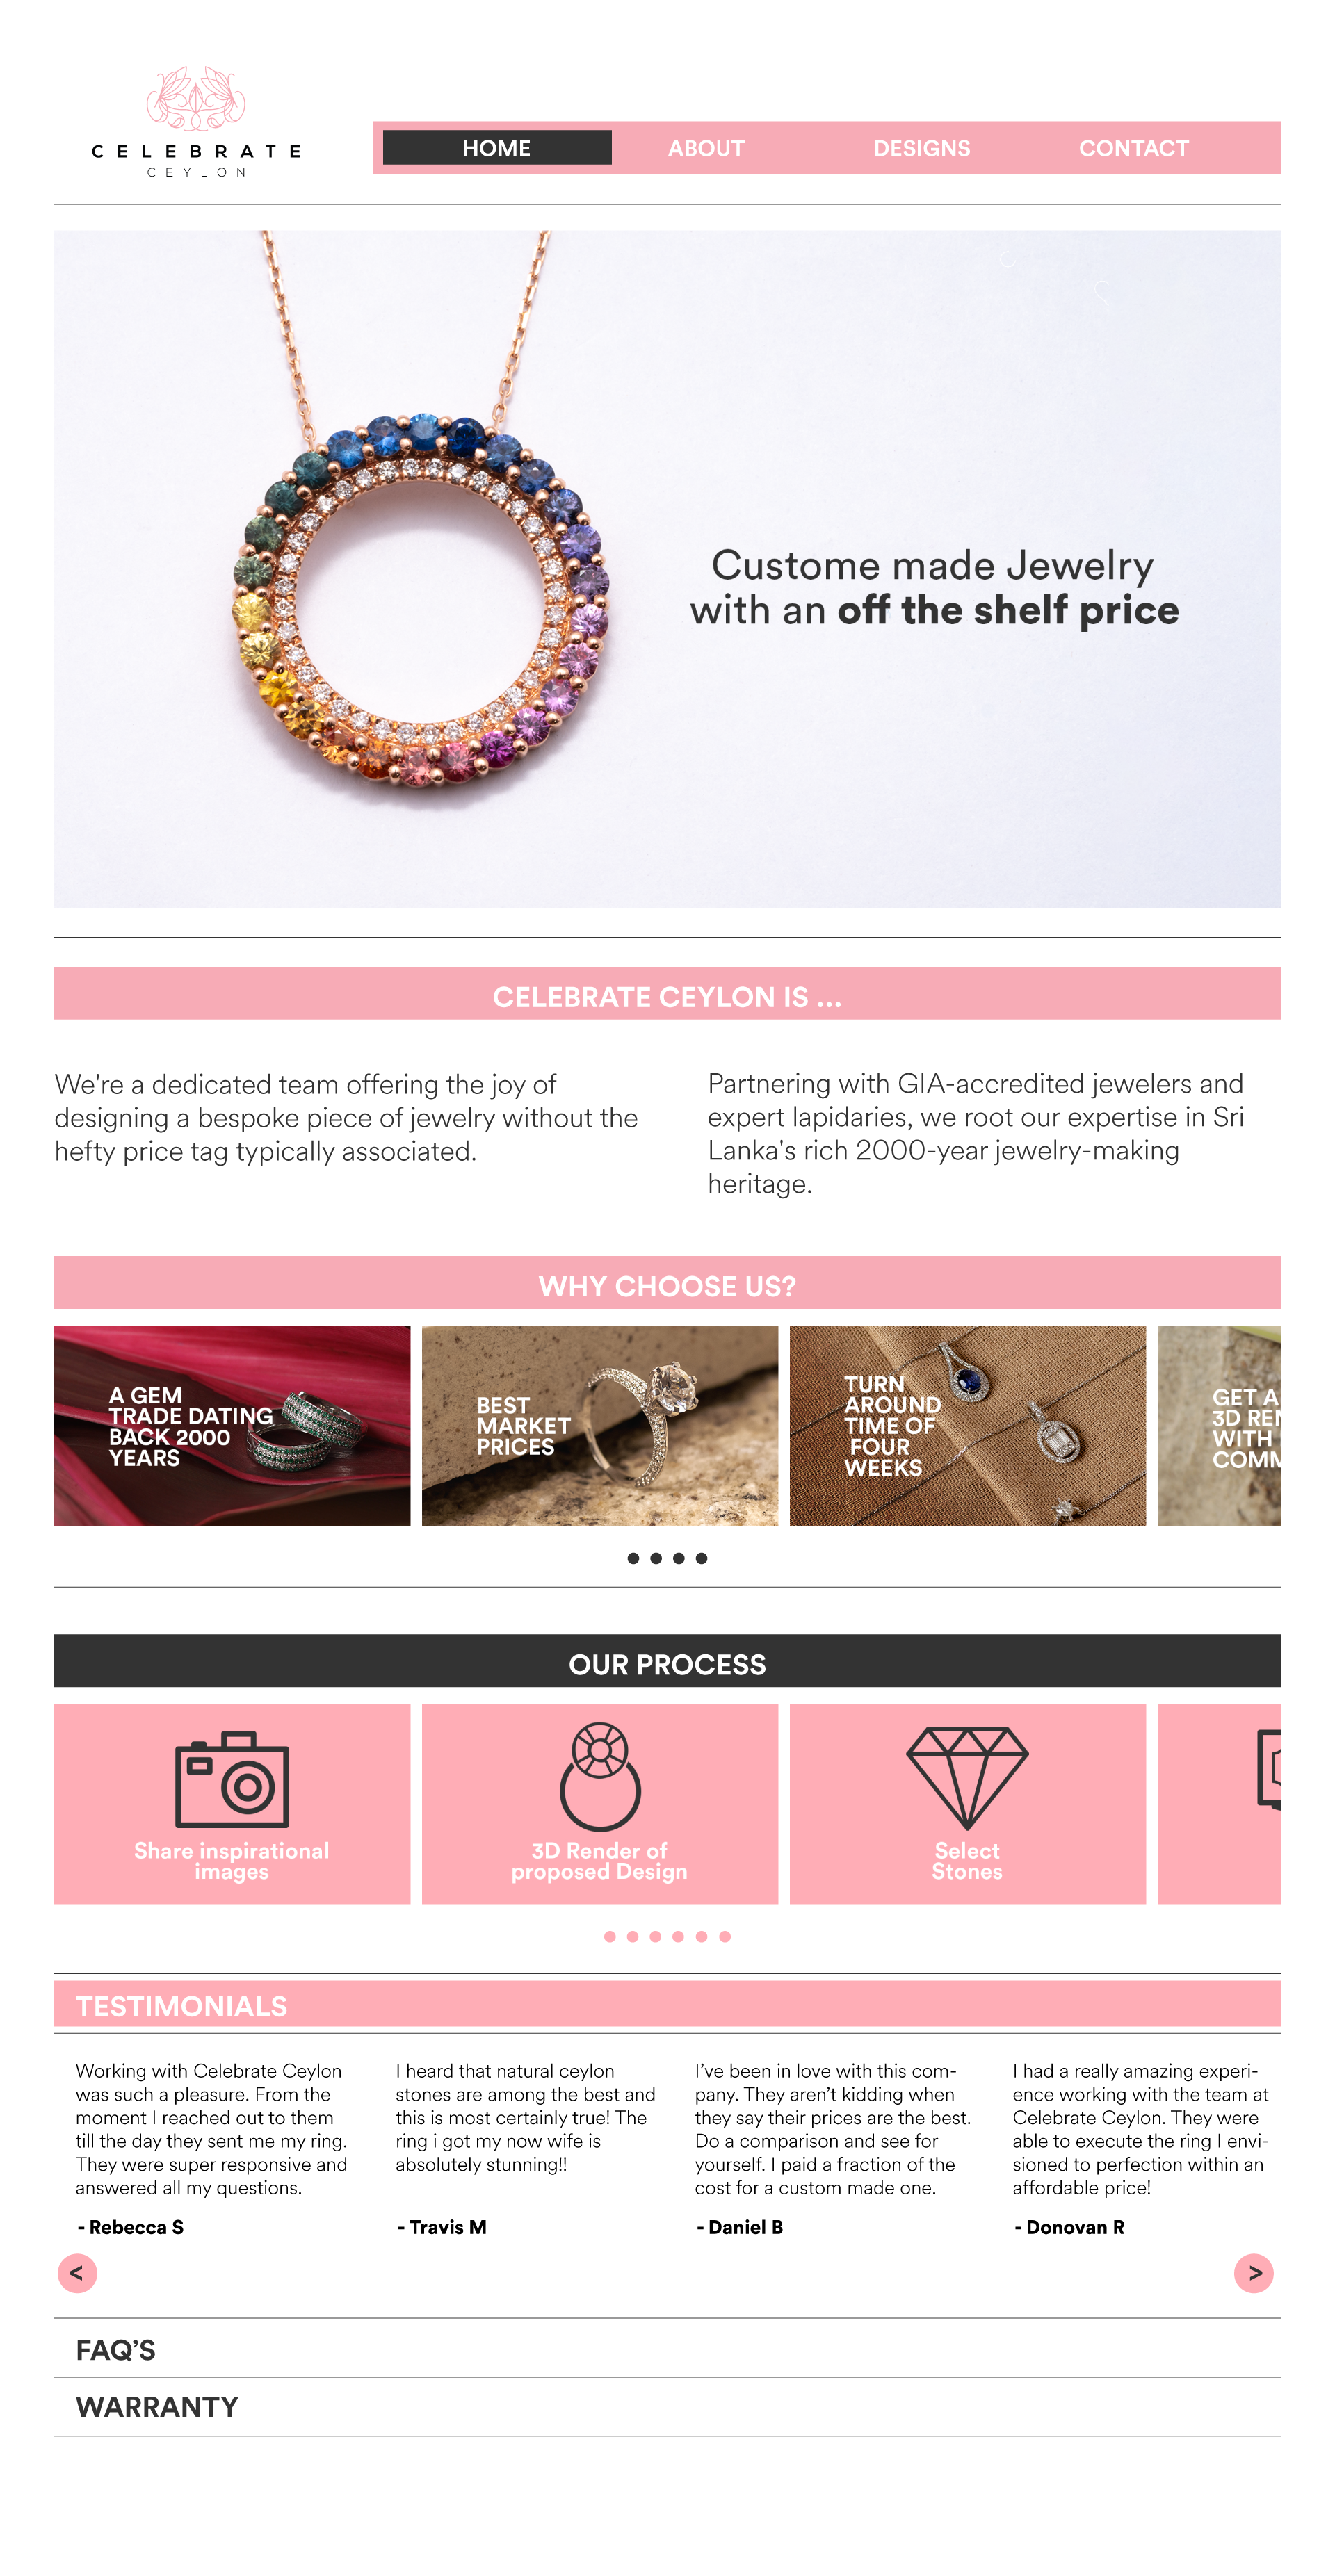 CELEBRATE
CEYLON
HOME
ABOUT
DESIGNS
CONTACT
Custome made Jewelry
with an off the shelf price
CELEBRATE CEYLON IS ...
We're a dedicated team offering the joy of
designing a bespoke piece of jewelry without the
hefty price tag typically associated.
Partnering with GIA-accredited jewelers and
expert lapidaries, we root our expertise in Sri
Lanka's rich 2000-year jewelry-making
heritage.
WHY CHOOSE US?
A GEM
TRADE DATING
BACK 2000
YEARS
BEST
MARKET
PRICES
TURN
AROUND
TIME OF
FOUR
WEEKS
GET A
3D
WITH
OUR PROCESS
Share inspirational
images
3D Render of
proposed Design
Select
Stones
TESTIMONIALS
Working with Celebrate Ceylon
was such a pleasure. From the
moment I reached out to them
till the day they sent me my ring.
They were super responsive and
answered all my questions.
- Rebecca S
I heard that natural ceylon
stones are among the best and
this is most certainly true! The
ring i got my now wife is
absolutely stunning!!
- Travis M
I've been in love with this com-
pany. They aren't kidding when
they say their prices are the best.
Do a comparison and see for
yourself. I paid a fraction of the
cost for a custom made one.
- Daniel B
I had a really amazing experi-
ence working with the team at
Celebrate Ceylon. They were
able to execute the ring I envi-
sioned to perfection within an
affordable price!
- Donovan R
<
>
FAQ'S
WARRANTY